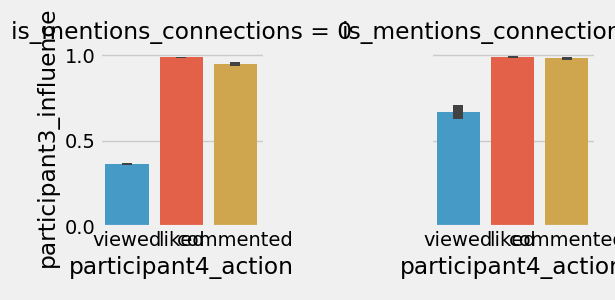 is_mentions_connections = 0
is_mentions_connection
participant3_influence
1.0
0.5
0.0
viewed liked commented
viewed liked commented
participant4_action
participant4_action